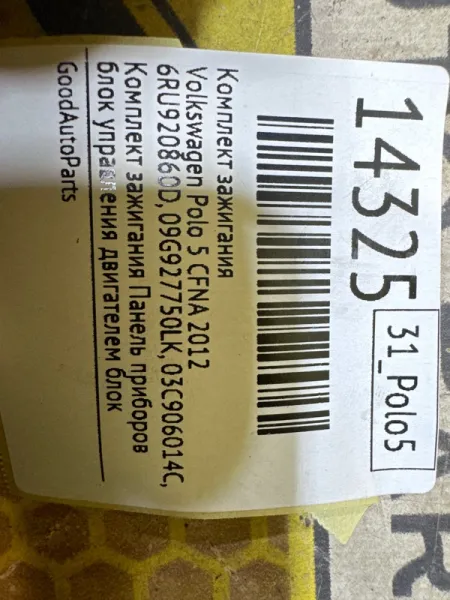 14325
31_Polo5
Комплект зажигания
Volkswagen Polo 5 CFNA 2012
6RU920860D, 09G927750LK, 03C906014C,
Комплект зажигания Панель приборов
блок управления двигателем блок
GoodAutoParts,